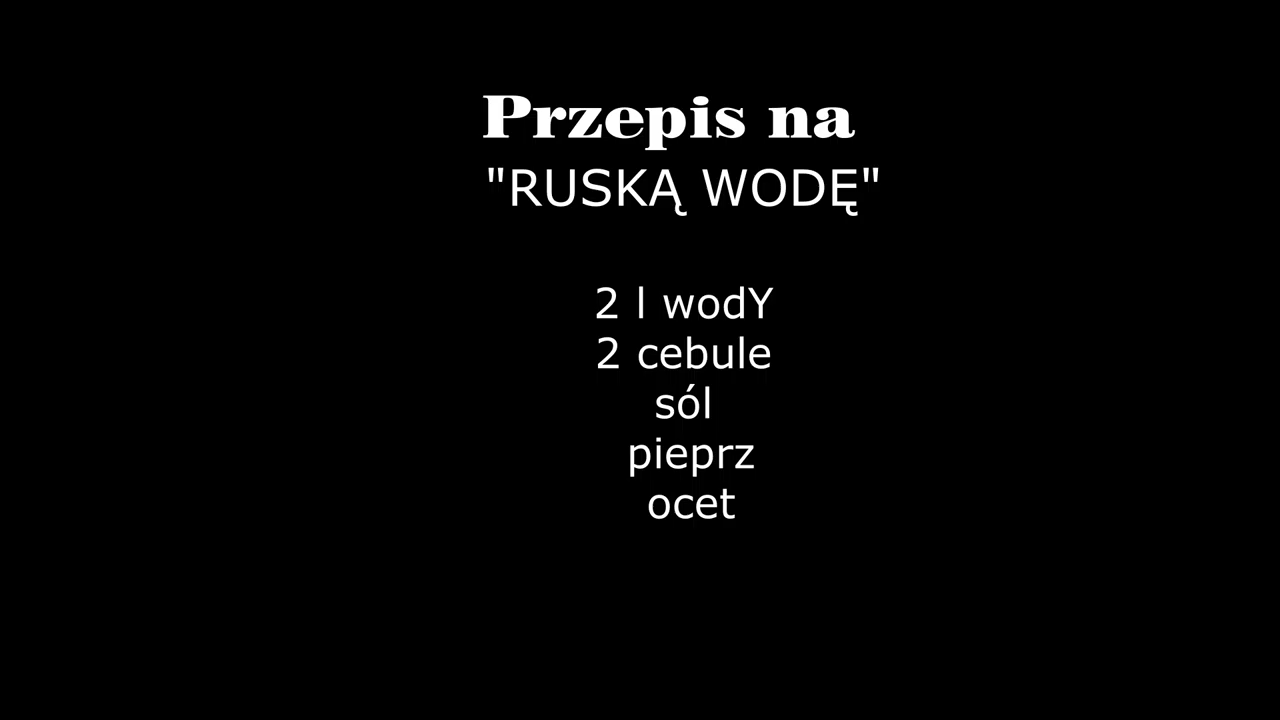 Przepis na
"RUSKĄ WODĘ"
2 l wodY
2 cebule
sól
pieprz
ocet